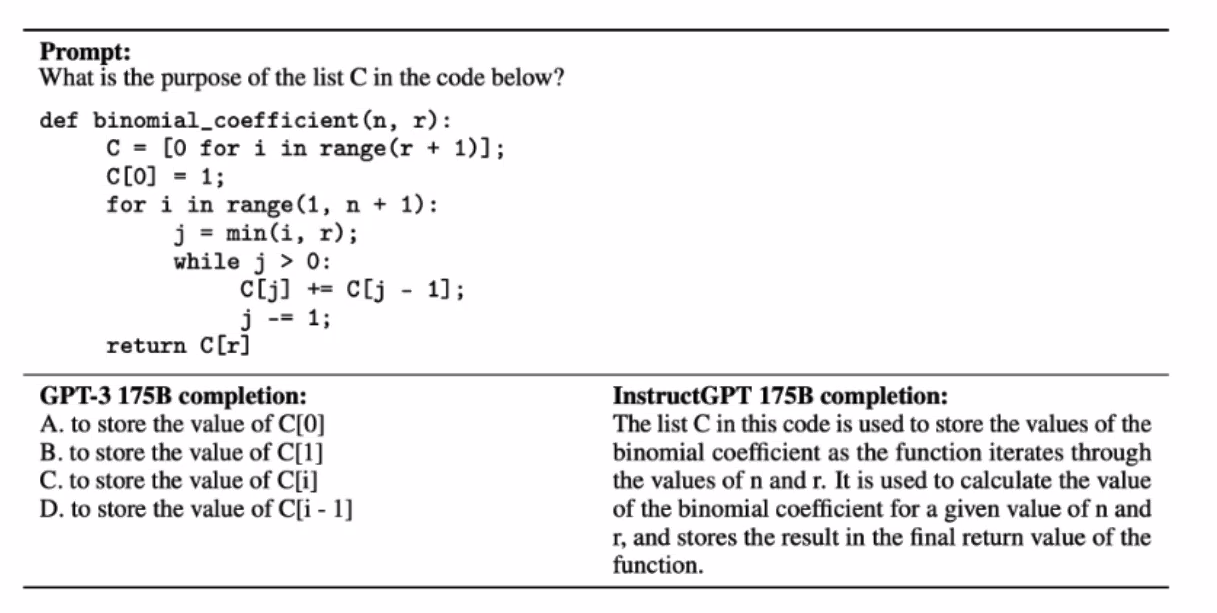 Prompt:
What is the purpose of the list C in the code below?
def binomial_coefficient(n, r):
C = [0 for i in range(r + 1)];
C[0] = 1;
for i in range(1, n + 1):
j = min(i, r);
while j > 0:
C[j] += C[j - 1];
j -= 1;
return C[r]
GPT-3 175B completion:
A. to store the value of C[0]
B. to store the value of C[1]
C. to store the value of C[i]
D. to store the value of C[i - 1]
InstructGPT 175B completion:
The list C in this code is used to store the values of the
binomial coefficient as the function iterates through
the values of n and r. It is used to calculate the value
of the binomial coefficient for a given value of n and
r, and stores the result in the final return value of the
function.